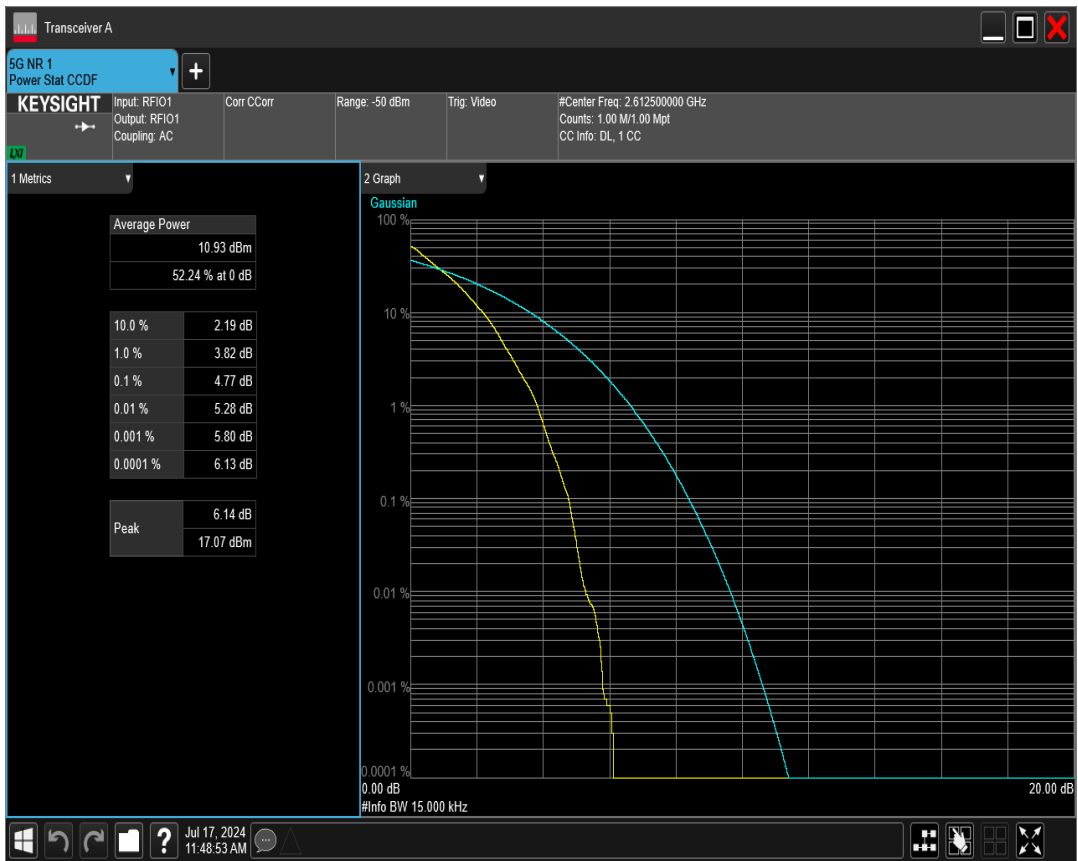 Transceiver A
5G NR 1
Power Stat CCDF
KEYSIGHT
LXI
Input: RFIO1
Output: RFIO1
Coupling: AC
Corr CCorr
Range: -50 dBm
Trig: Video
#Center Freq: 2.612500000 GHz
Counts: 1.00 M/1.00 Mpt
CC Info: DL, 1 CC
1 Metrics
Average Power
10.93 dBm
52.24 % at 0 dB
10.0 % 2.19 dB
1.0 % 3.82 dB
0.1 % 4.77 dB
0.01 % 5.28 dB
0.001 % 5.80 dB
0.0001 % 6.13 dB
Peak
6.14 dB
17.07 dBm
2 Graph
Gaussian
100 %
10 %
1 %
0.1 %
0.01 %
0.001 %
0.0001 %
0.00 dB 20.00 dB
#Info BW 15.000 kHz
?
Jul 17, 2024
11:48:53 AM